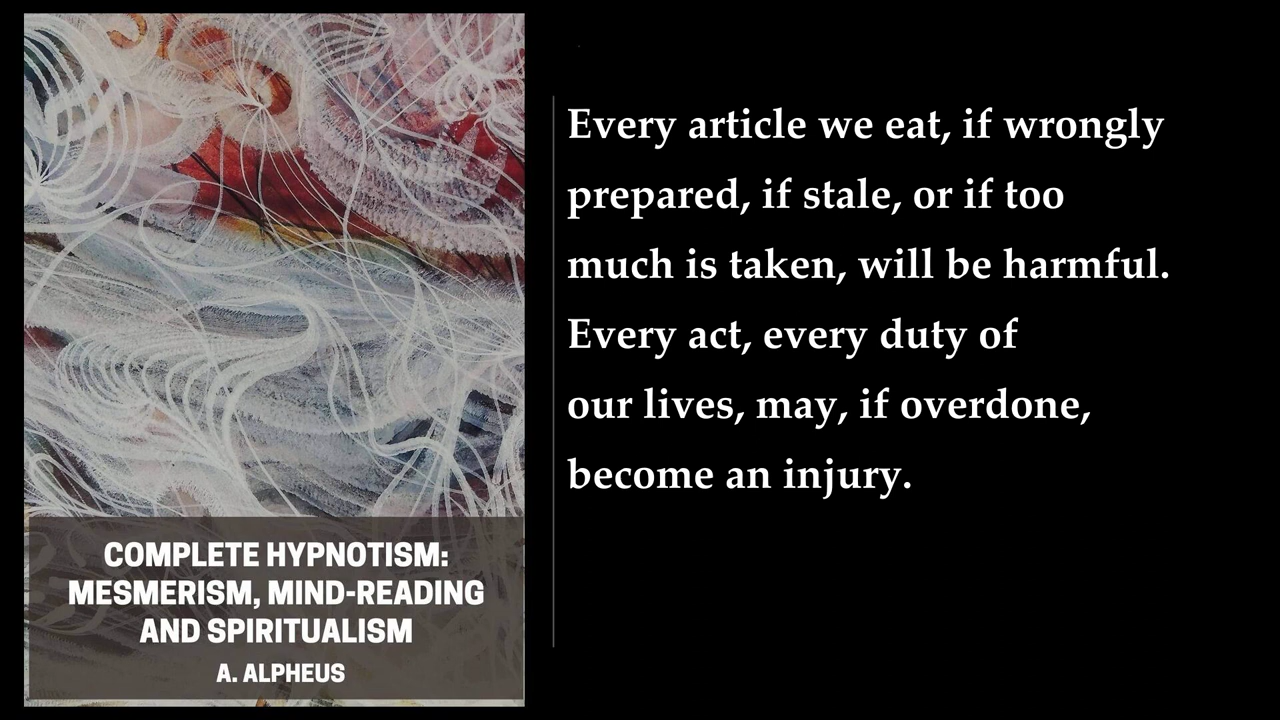 COMPLETE HYPNOTISM:
MESMERISM, MIND-READING
AND SPIRITUALISM
A. ALPHEUS
Every article we eat, if wrongly
prepared, if stale, or if too
much is taken, will be harmful.
Every act, every duty of
our lives, may, if overdone,
become an injury.